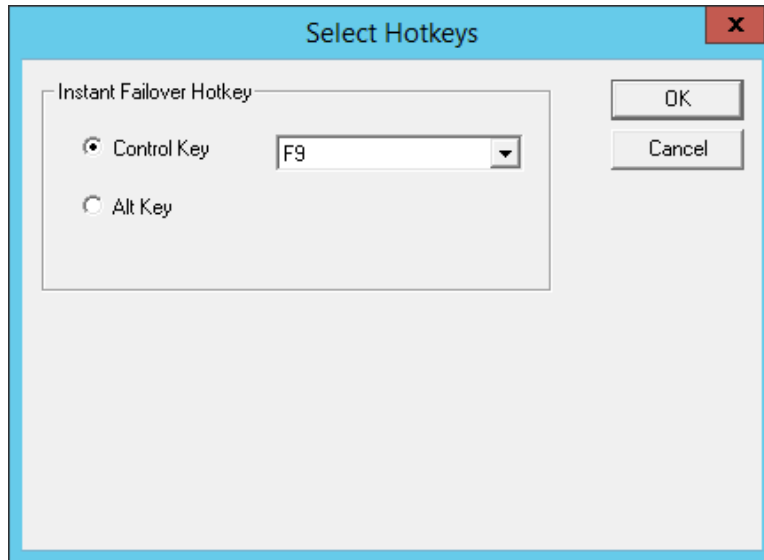 Select Hotkeys
x
Instant Failover Hotkey
OK
Control Key F9
Cancel
Alt Key